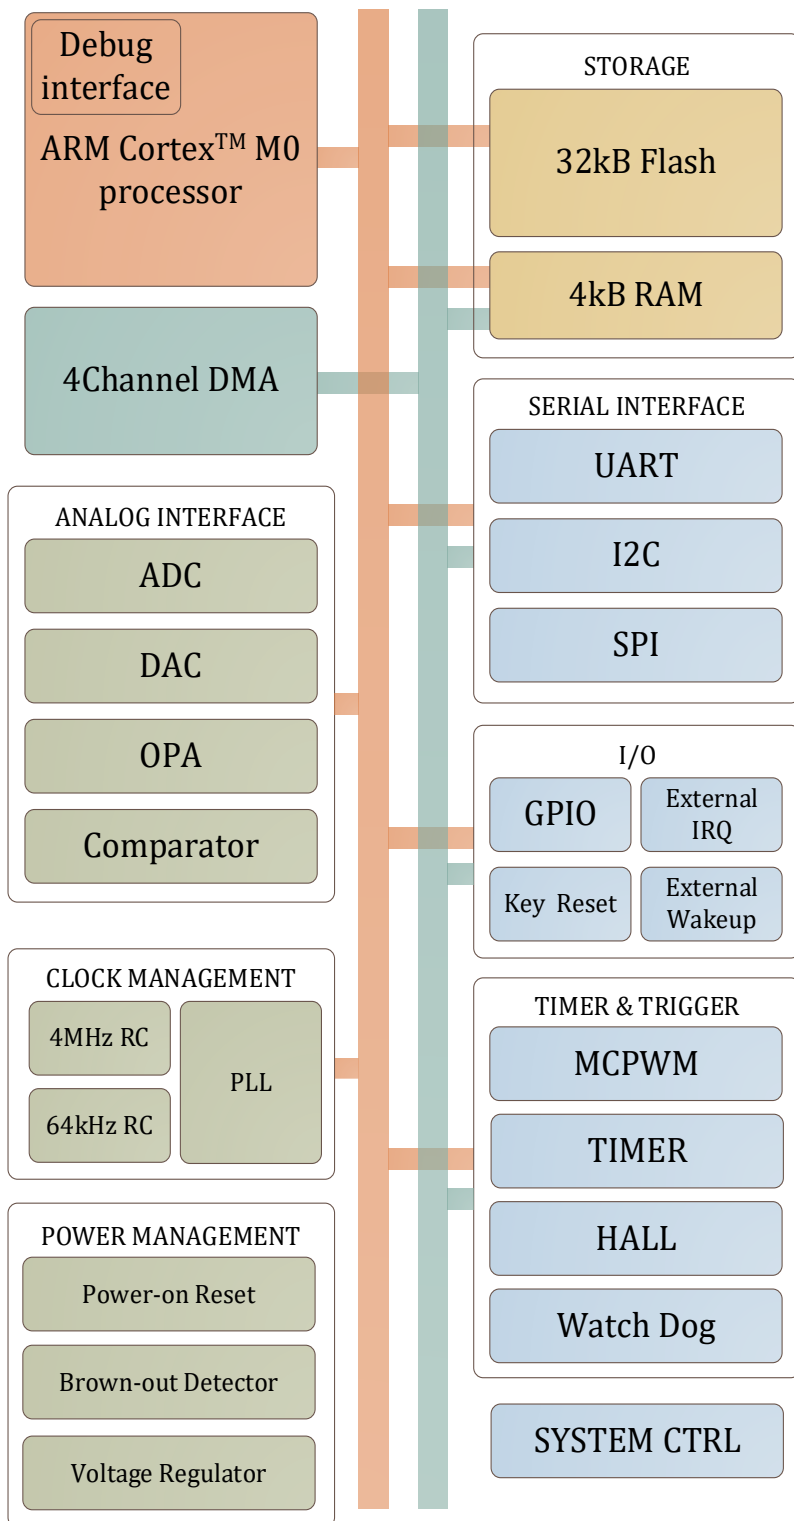 Debug
interface
ARM Cortex™ M0
processor
4Channel DMA
ANALOG INTERFACE
ADC
DAC
OPA
Comparator
CLOCK MANAGEMENT
4MHz RC
64kHz RC
PLL
POWER MANAGEMENT
Power-on Reset
Brown-out Detector
Voltage Regulator
STORAGE
32kB Flash
4kB RAM
SERIAL INTERFACE
UART
I2C
SPI
I/O
GPIO
External
IRQ
Key Reset
External
Wakeup
TIMER & TRIGGER
MCPWM
TIMER
HALL
Watch Dog
SYSTEM CTRL